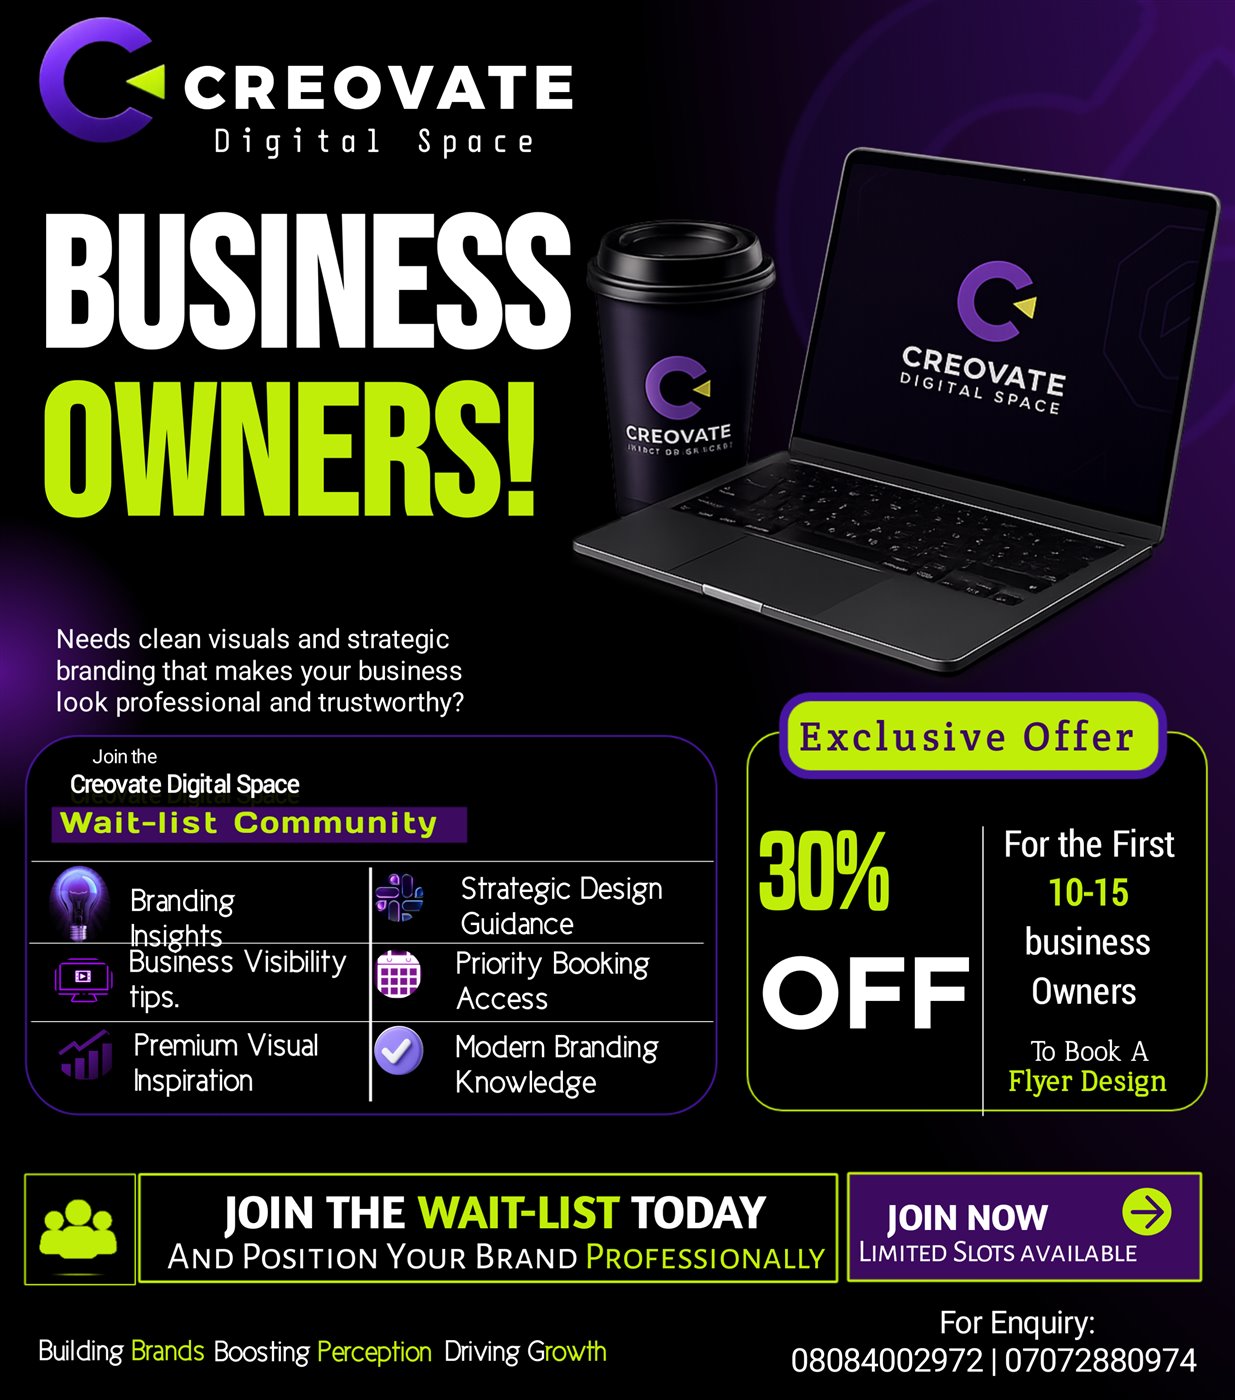 CREOVATE
Digital Space
BUSINESS
OWNERS!
CREOVATE
DIGITAL SPACE
CREOVATE
Needs clean visuals and strategic
branding that makes your business
look professional and trustworthy?
Join the
Creovate Digital Space
Wait-list Community
Branding
Insights
Strategic Design
Guidance
Business Visibility
tips.
Priority Booking
Access
Premium Visual
Inspiration
Modern Branding
Knowledge
Exclusive Offer
30%
OFF
For the First
10-15
business
Owners
To Book A
Flyer Design
JOIN THE WAIT-LIST TODAY
AND POSITION YOUR BRAND PROFESSIONALLY
JOIN NOW
LIMITED SLOTS AVAILABLE
Building Brands Boosting Perception Driving Growth
For Enquiry:
08084002972 | 07072880974